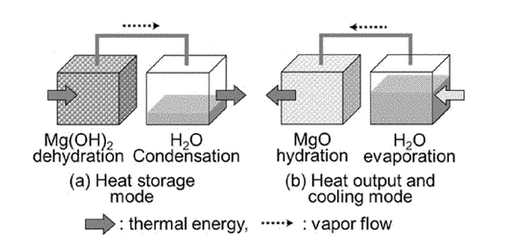 Mg(OH)₂ H₂O
dehydration Condensation
(a) Heat storage
mode
MgO H₂O
hydration evaporation
(b) Heat output and
cooling mode
: thermal energy, : vapor flow